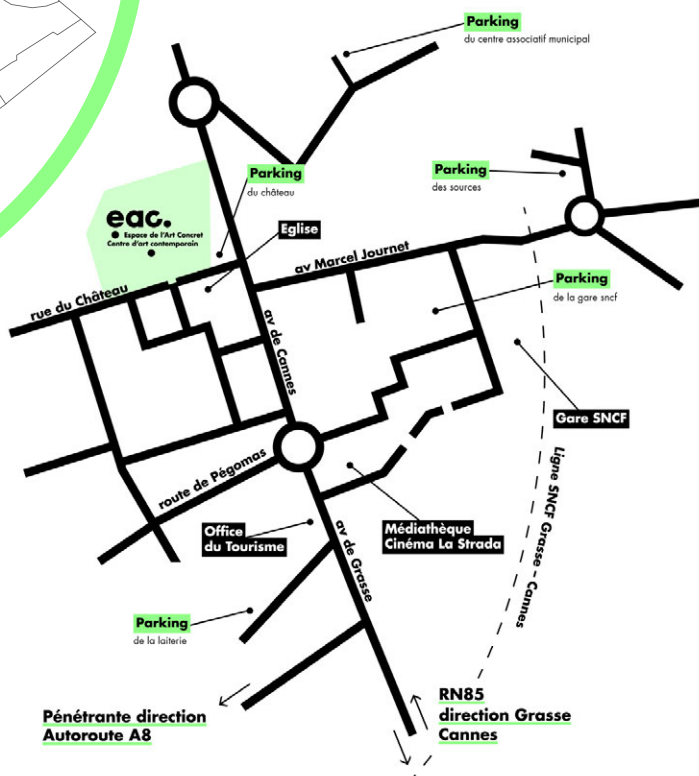 Parking
du centre associatif municipal
Parking
du château
Parking
des sources
eac.
Espace de l'Art Concret
Centre d'art contemporain
Eglise
av Marcel Journet
Parking
de la gare sncf
rue du Château
av de Cannes
Gare SNCF
route de Pégomas
Ligne SNCF Grasse - Cannes
Office
du Tourisme
Médiathèque
Cinéma La Strada
av de Grasse
Parking
de la laiterie
Pénétrante direction
Autoroute A8
RN85
direction Grasse
Cannes